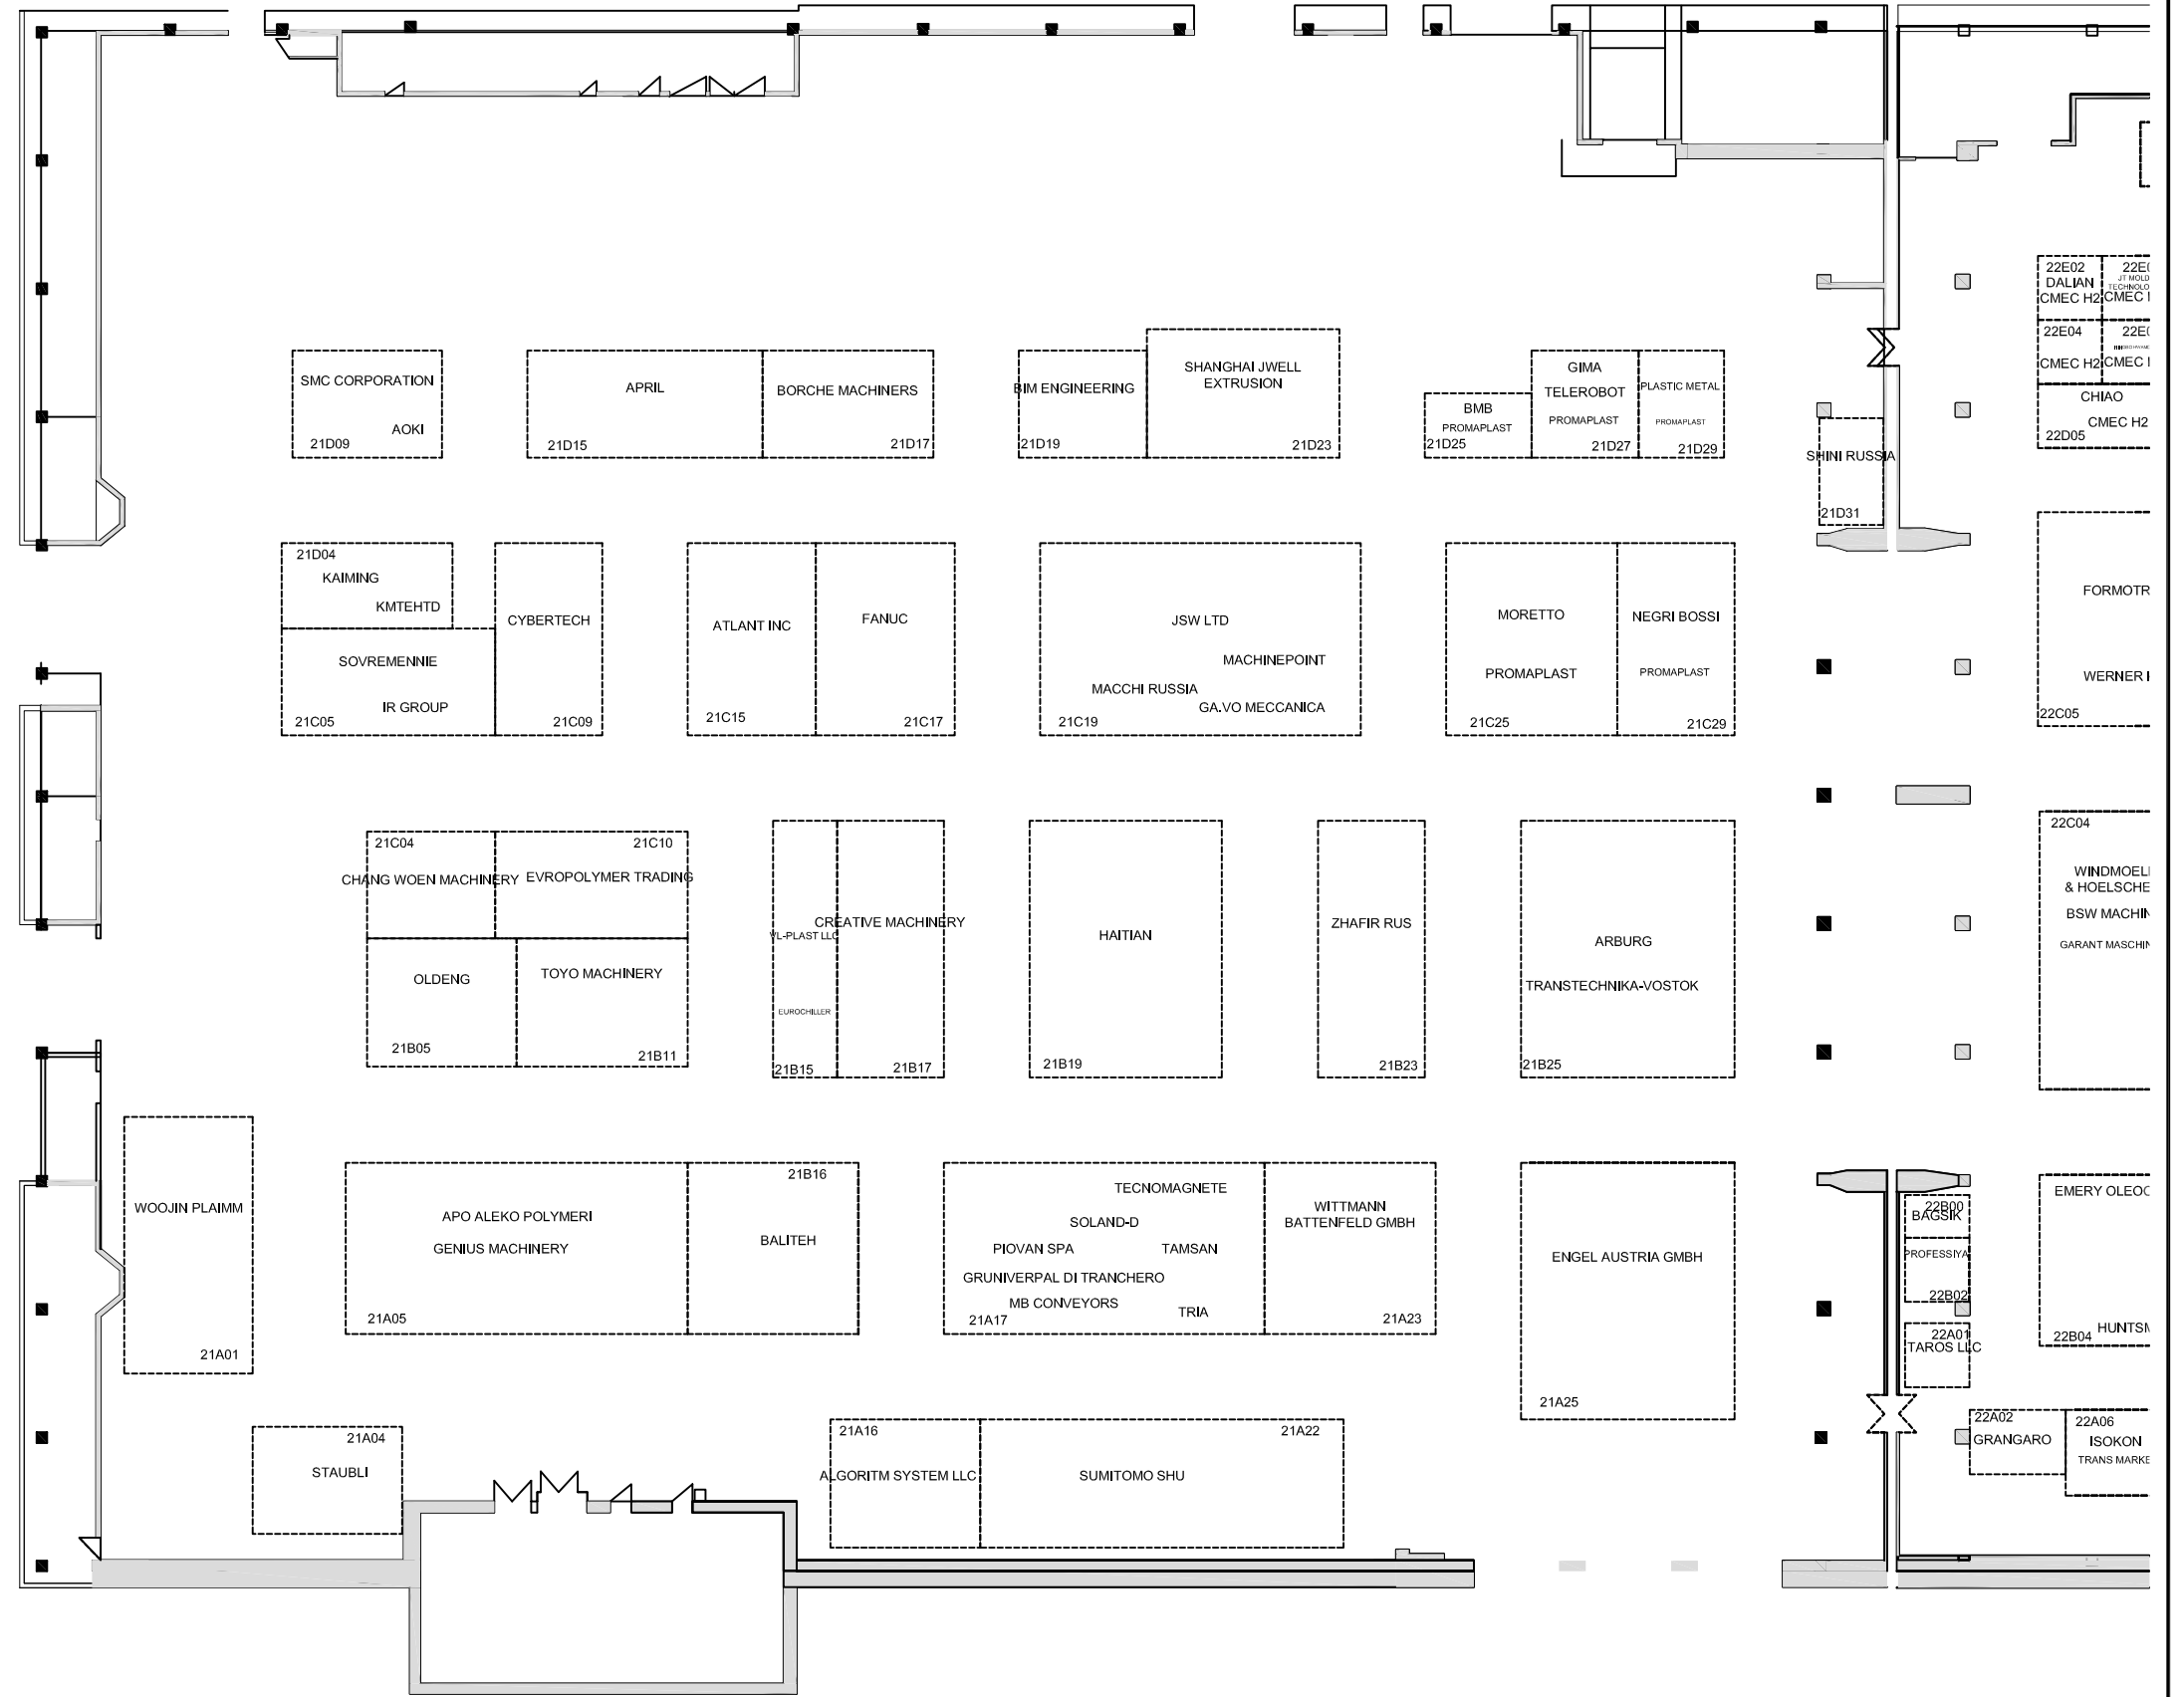 22E02
DALIAN
CMEC H2
JT MOLD
CMEC
22E04
CMEC H2
CMEC
CHIAO
CMEC H2
22D05
SMC CORPORATION
AOKI
21D09
APRIL
21D15
BORCHE MACHINERS
21D17
BIM ENGINEERING
21D19
SHANGHAI JWELL
EXTRUSION
21D23
BMB
PROMAPLAST
21D25
GIMA
TELEROBOT
PROMAPLAST
21D27
PLASTIC METAL
PROMAPLAST
21D29
SHINI RUSSIA
21D31
21D04
KAIMING
KMTEHTD
SOVREMENNIE
IR GROUP
21C05
CYBERTECH
21C09
ATLANT INC
21C15
FANUC
21C17
JSW LTD
MACHINEPOINT
MACCHI RUSSIA
GA.VO MECCANICA
21C19
MORETTO
PROMAPLAST
21C25
NEGRI BOSSI
PROMAPLAST
21C29
FORMOTR
WERNER
22C05
21C04
CHANG WOEN MACHINERY
21C10
EVROPOLYMER TRADING
OLDENG
21B05
TOYO MACHINERY
21B11
VL-PLAST LLC
EUROCHILLER
21B15
CREATIVE MACHINERY
21B17
HAITIAN
21B19
ZHAFIR RUS
21B23
ARBURG
TRANSTECHNIKA-VOSTOK
21B25
22C04
WINDMOEL
& HOELSCHE
BSW MACHIN
GARANT MASCHIN
WOOJIN PLAIMM
21A01
APO ALEKO POLYMERI
GENIUS MACHINERY
21A05
21B16
BALITEH
TECNOMAGNETE
SOLAND-D
PIOVAN SPA TAMSAN
GRUNIVERPAL DI TRANCHERO
MB CONVEYORS
TRIA
21A17
WITTMANN
BATTENFELD GMBH
21A23
ENGEL AUSTRIA GMBH
21A25
22B00
BAGSIK
PROFESSIYA
22B02
22A01
TAROS LLC
EMERY OLEOC
HUNTSM
22B04
21A04
STAUBLI
21A16
ALGORITM SYSTEM LLC
21A22
SUMITOMO SHU
22A02
GRANGARO
22A06
ISOKON
TRANS MARKE